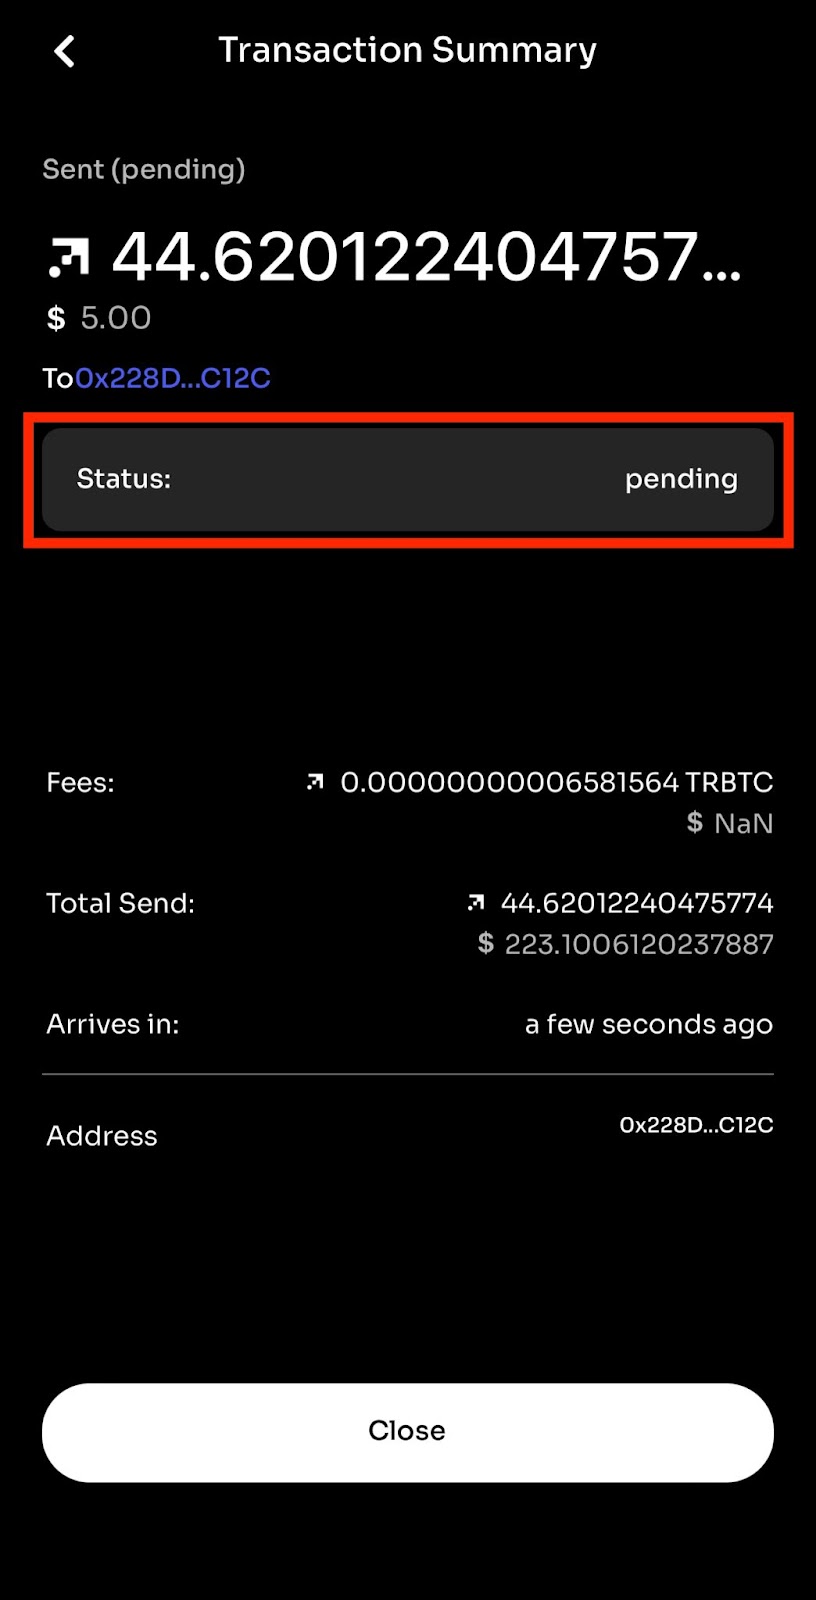 Transaction Summary
Sent (pending)
44.620122404757...
$ 5.00
To0x228D...C12C
Status: pending
Fees: 0.00000000006581564 TRBTC
$ NaN
Total Send: 44.62012240475774
$ 223.1006120237887
Arrives in: a few seconds ago
Address 0x228D...C12C
Close